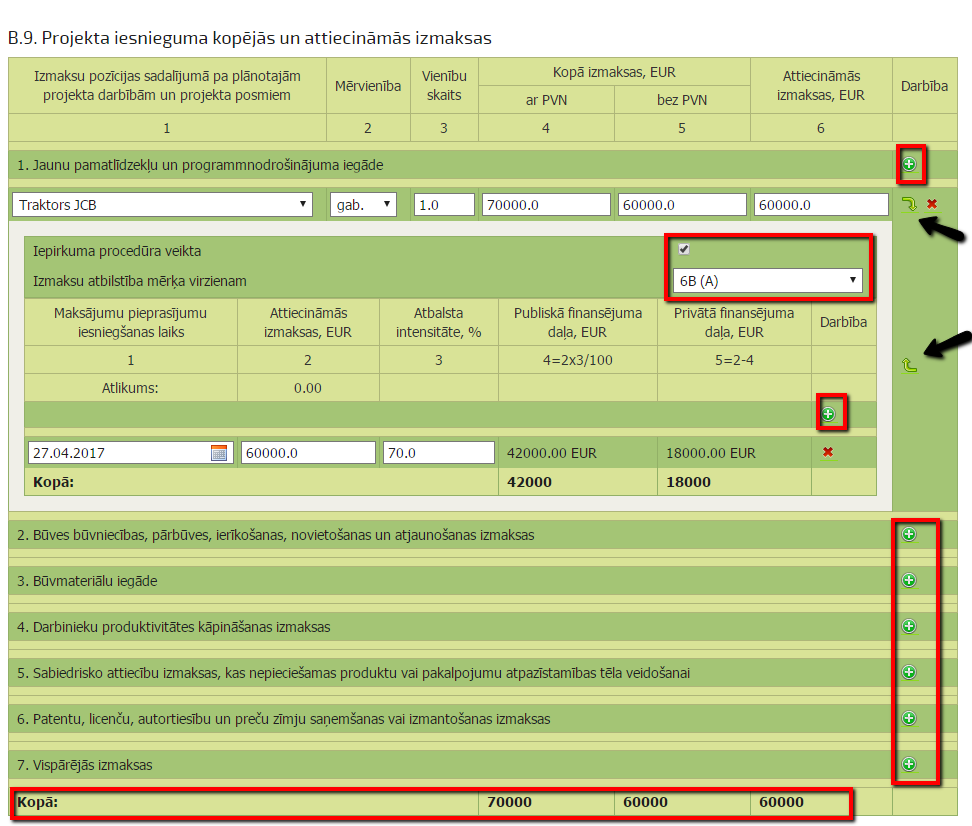 B.9. Projekta iesnieguma kopējās un attiecināmās izmaksas
Izmaksu pozīcijas sadalījumā pa plānotajām
projekta darbībām un projekta posmiem
Mērvienība
Vienību
skaits
Kopā izmaksas, EUR
ar PVN
bez PVN
Attiecināmās
izmaksas, EUR
Darbība
1 2 3 4 5 6
1. Jaunu pamatlīdzekļu un programmnodrošinājuma iegāde
Traktors JCB gab. 1.0 70000.0 60000.0 60000.0
Iepirkuma procedūra veikta
Izmaksu atbilstība mērķa virzienam 6B (A)
Maksājumu pieprasījumu
iesniegšanas laiks
Attiecināmās
izmaksas, EUR
Atbalsta
intensitāte, %
Publiskā finansējuma
daļa, EUR
Privātā finansējuma
daļa, EUR
Darbība
1 2 3 4=2x3/100 5=2-4
Atlikums: 0.00
27.04.2017 60000.0 70.0 42000.00 EUR 18000.00 EUR
Kopā: 42000 18000
2. Būves būvniecības, pārbūves, ierīkošanas, novietošanas un atjaunošanas izmaksas
3. Būvmateriālu iegāde
4. Darbinieku produktivitātes kāpināšanas izmaksas
5. Sabiedrisko attiecību izmaksas, kas nepieciešamas produktu vai pakalpojumu atpazīstamības tēla veidošanai
6. Patentu, licenču, autortiesību un preču zīmju saņemšanas vai izmantošanas izmaksas
7. Vispārējās izmaksas
Kopā: 70000 60000 60000